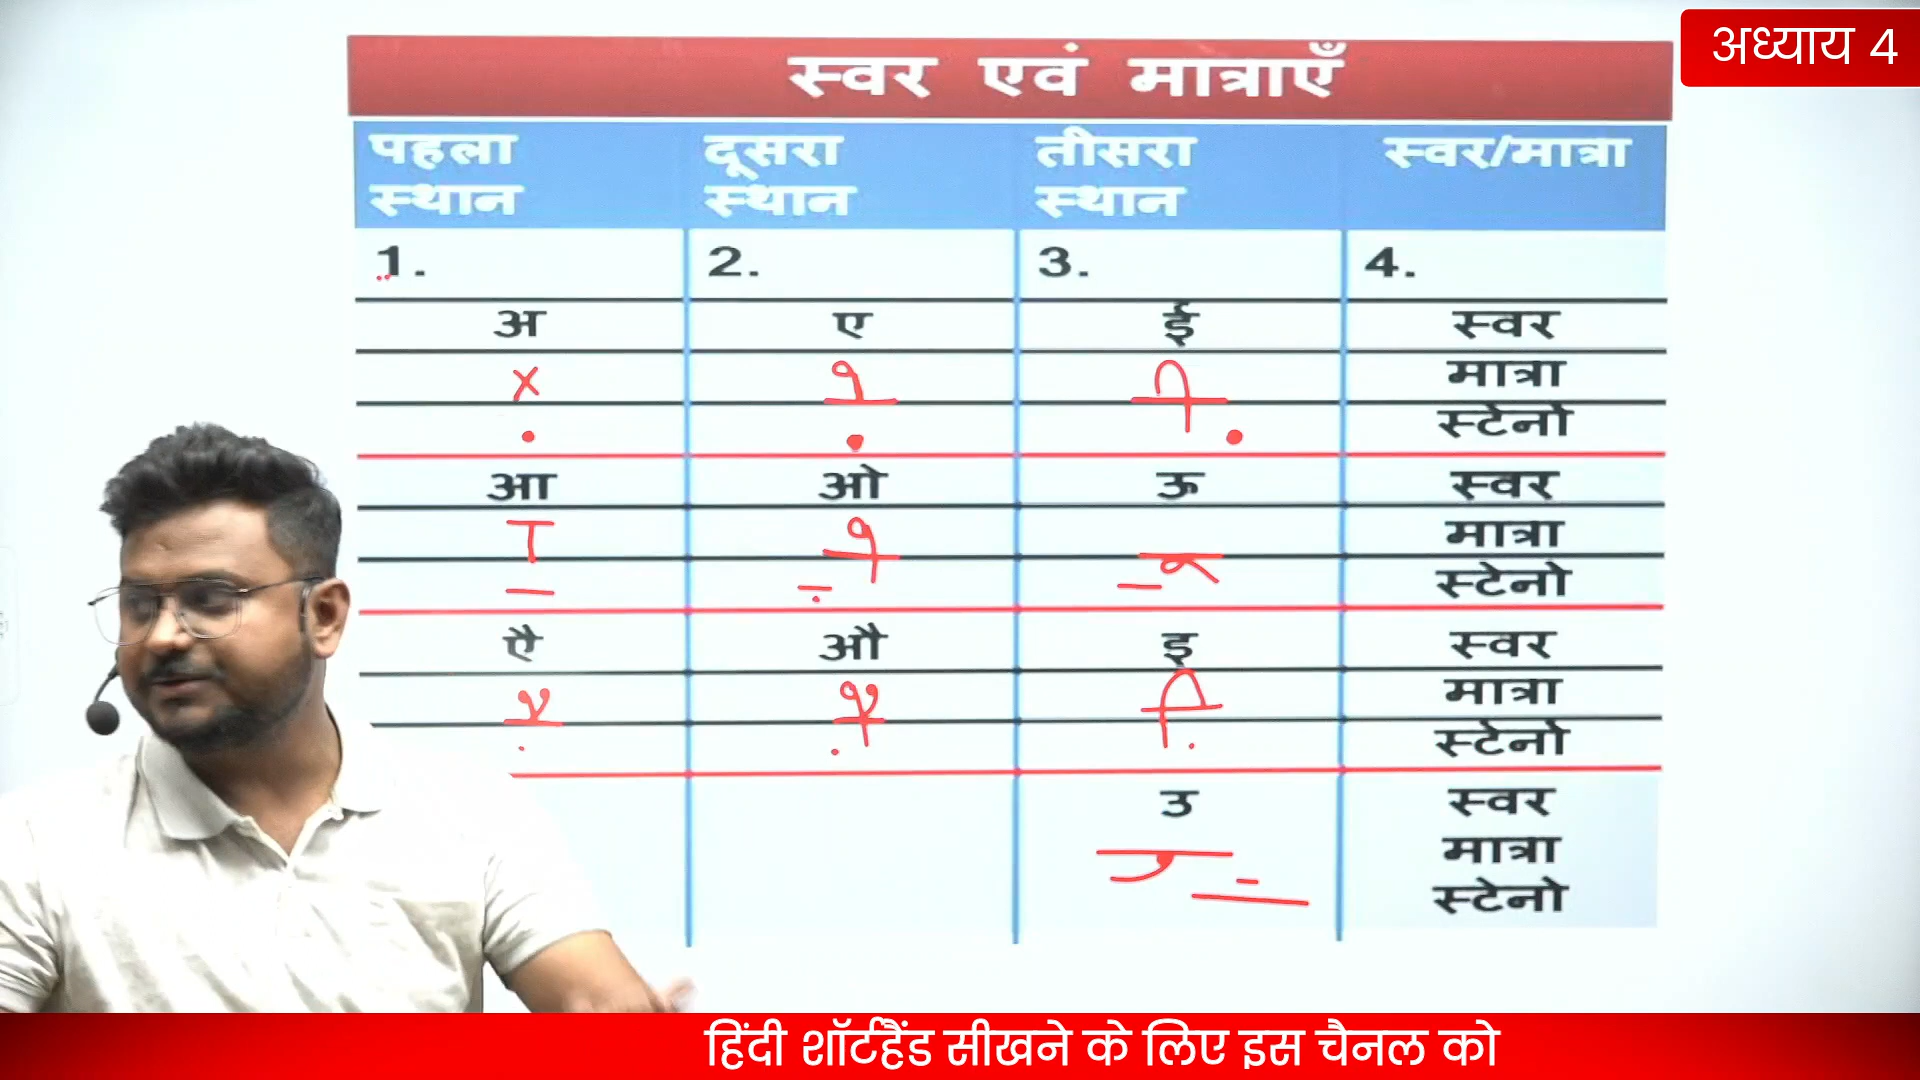 अध्याय 4
स्वर एवं मात्राएँ
पहला स्थान दूसरा स्थान तीसरा स्थान स्वर/मात्रा
1. 2. 3. 4.
अ ए ई स्वर
x े ी मात्रा
स्टेनो
आ ओ ऊ स्वर
ा ो ू मात्रा
स्टेनो
ऐ औ इ स्वर
ै ौ ि मात्रा
स्टेनो
उ स्वर
ु मात्रा
स्टेनो
हिंदी शॉर्टहैंड सीखने के लिए इस चैनल को